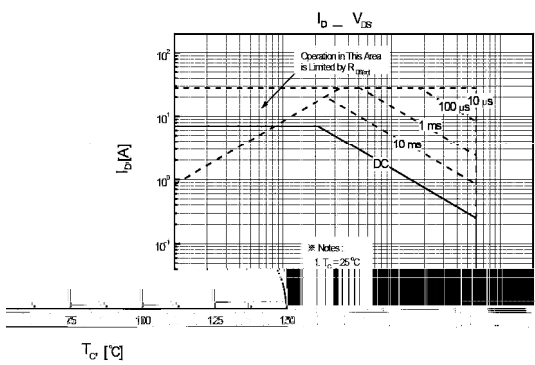 I_D _ V_DS
Operation in This Area
is Limited by R_DS(on)
10²
10¹
10⁰
10⁻¹
I_D[A]
10 µs
100 µs
1 ms
10 ms
DC
※ Notes :
1. T_C = 25 °C
75 100 125 150
T_C, [°C]